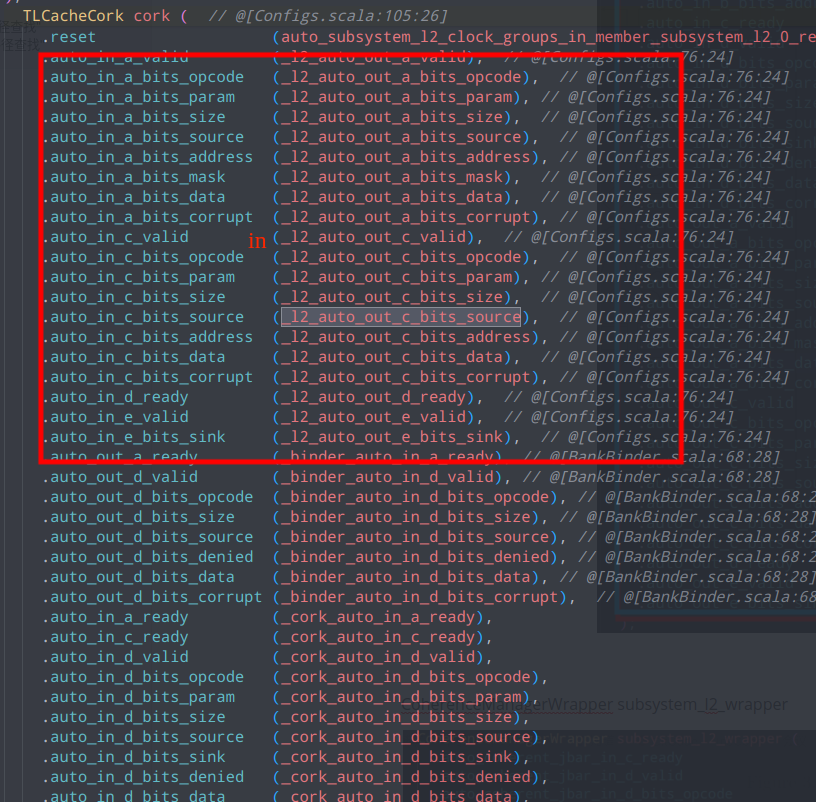 TLCacheCork cork (  // @[Configs.scala:105:26]
.reset (auto_subsystem_l2_clock_groups_in_member_subsystem_l2_0_re
.auto_in_a_valid (_l2_auto_out_a_valid), // @[Configs.scala:76:24]
.auto_in_a_bits_opcode (_l2_auto_out_a_bits_opcode), // @[Configs.scala:76:24]
.auto_in_a_bits_param (_l2_auto_out_a_bits_param), // @[Configs.scala:76:24]
.auto_in_a_bits_size (_l2_auto_out_a_bits_size), // @[Configs.scala:76:24]
.auto_in_a_bits_source (_l2_auto_out_a_bits_source), // @[Configs.scala:76:24]
.auto_in_a_bits_address (_l2_auto_out_a_bits_address), // @[Configs.scala:76:24]
.auto_in_a_bits_mask (_l2_auto_out_a_bits_mask), // @[Configs.scala:76:24]
.auto_in_a_bits_data (_l2_auto_out_a_bits_data), // @[Configs.scala:76:24]
.auto_in_a_bits_corrupt (_l2_auto_out_a_bits_corrupt), // @[Configs.scala:76:24]
.auto_in_c_valid in (_l2_auto_out_c_valid), // @[Configs.scala:76:24]
.auto_in_c_bits_opcode (_l2_auto_out_c_bits_opcode), // @[Configs.scala:76:24]
.auto_in_c_bits_param (_l2_auto_out_c_bits_param), // @[Configs.scala:76:24]
.auto_in_c_bits_size (_l2_auto_out_c_bits_size), // @[Configs.scala:76:24]
.auto_in_c_bits_source (_l2_auto_out_c_bits_source), // @[Configs.scala:76:24]
.auto_in_c_bits_address (_l2_auto_out_c_bits_address), // @[Configs.scala:76:24]
.auto_in_c_bits_data (_l2_auto_out_c_bits_data), // @[Configs.scala:76:24]
.auto_in_c_bits_corrupt (_l2_auto_out_c_bits_corrupt), // @[Configs.scala:76:24]
.auto_in_d_ready (_l2_auto_out_d_ready), // @[Configs.scala:76:24]
.auto_in_e_valid (_l2_auto_out_e_valid), // @[Configs.scala:76:24]
.auto_in_e_bits_sink (_l2_auto_out_e_bits_sink), // @[Configs.scala:76:24]
.auto_out_a_ready (_binder_auto_in_a_ready), // @[BankBinder.scala:68:28]
.auto_out_d_valid (_binder_auto_in_d_valid), // @[BankBinder.scala:68:28]
.auto_out_d_bits_opcode (_binder_auto_in_d_bits_opcode), // @[BankBinder.scala:68:2
.auto_out_d_bits_size (_binder_auto_in_d_bits_size), // @[BankBinder.scala:68:28]
.auto_out_d_bits_source (_binder_auto_in_d_bits_source), // @[BankBinder.scala:68:2
.auto_out_d_bits_denied (_binder_auto_in_d_bits_denied), // @[BankBinder.scala:68:2
.auto_out_d_bits_data (_binder_auto_in_d_bits_data), // @[BankBinder.scala:68:28]
.auto_out_d_bits_corrupt (_binder_auto_in_d_bits_corrupt), // @[BankBinder.scala:68
.auto_in_a_ready (_cork_auto_in_a_ready),
.auto_in_c_ready (_cork_auto_in_c_ready),
.auto_in_d_valid (_cork_auto_in_d_valid),
.auto_in_d_bits_opcode (_cork_auto_in_d_bits_opcode),
.auto_in_d_bits_param (_cork_auto_in_d_bits_param),
.auto_in_d_bits_size (_cork_auto_in_d_bits_size),
.auto_in_d_bits_source (_cork_auto_in_d_bits_source),
.auto_in_d_bits_sink (_cork_auto_in_d_bits_sink),
.auto_in_d_bits_denied (_cork_auto_in_d_bits_denied),
.auto_in_d_bits_data (_cork_auto_in_d_bits_data),